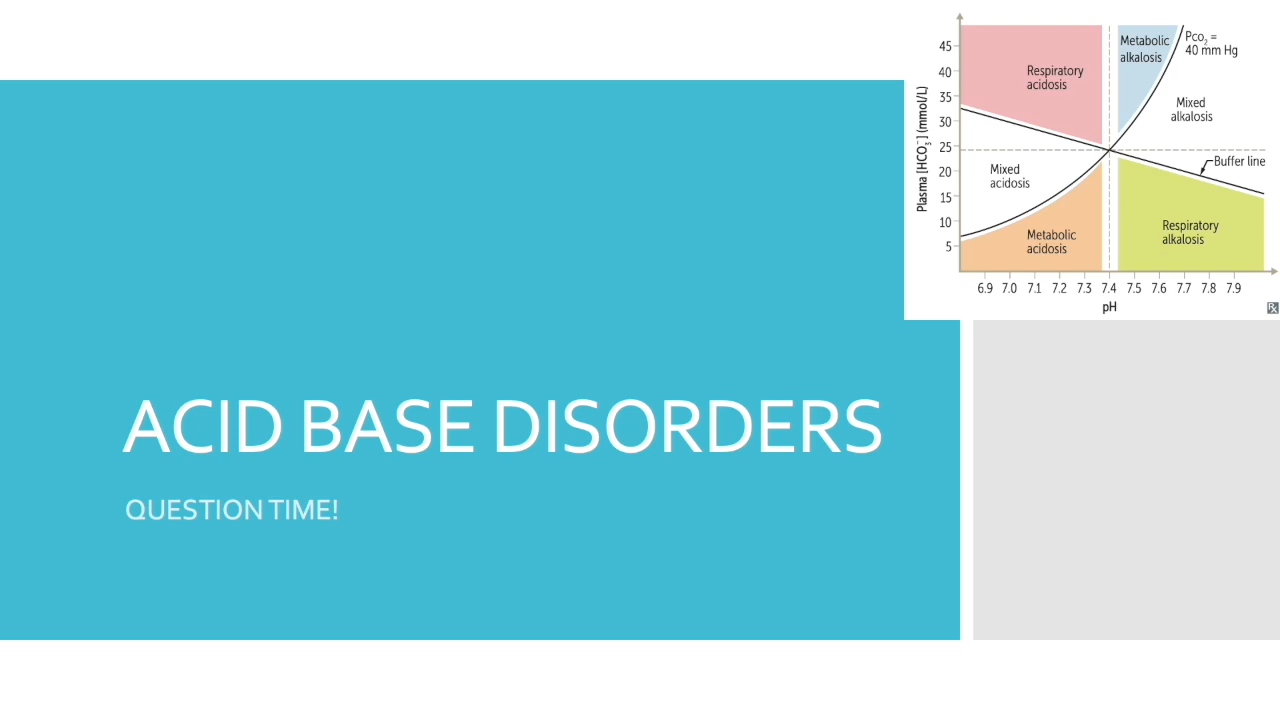 ACID BASE DISORDERS
QUESTION TIME!
Plasma [HCO₃⁻] (mmol/L)
45
40
35
30
25
20
15
10
5
Respiratory
acidosis
Metabolic
alkalosis
Pco₂ =
40 mm Hg
Mixed
alkalosis
Buffer line
Mixed
acidosis
Metabolic
acidosis
Respiratory
alkalosis
6.9 7.0 7.1 7.2 7.3 7.4 7.5 7.6 7.7 7.8 7.9
pH
Rx